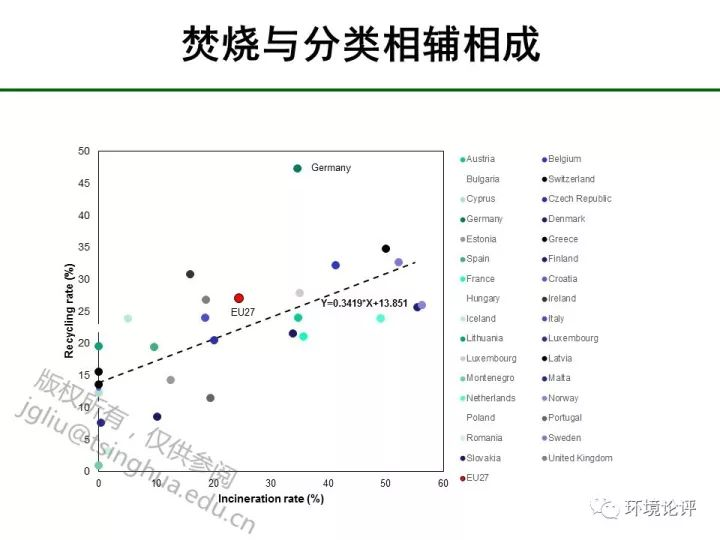 焚烧与分类相辅相成
50
45
40
35
30
25
20
15
10
5
0
Recycling rate (%)
Germany
EU27
Y=0.3419*X+13.851
0 10 20 30 40 50 60
Incineration rate (%)
Austria Belgium
Bulgaria Switzerland
Cyprus Czech Republic
Germany Denmark
Estonia Greece
Spain Finland
France Croatia
Hungary Ireland
Iceland Italy
Lithuania Luxembourg
Luxembourg Latvia
Montenegro Malta
Netherlands Norway
Poland Portugal
Romania Sweden
Slovakia United Kingdom
EU27
版权所有，仅供参阅
jgliu@tsinghua.edu.cn
环境论评